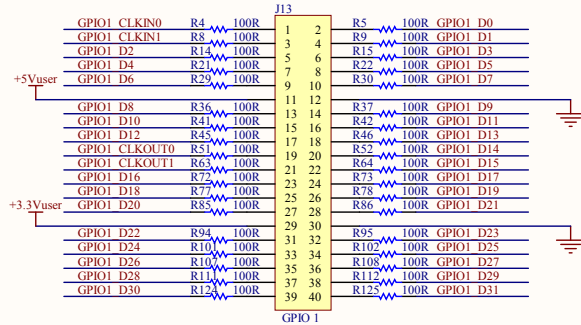 J13
GPIO1_CLKIN0 R4 100R 1 2 R5 100R GPIO1_D0
GPIO1_CLKIN1 R8 100R 3 4 R9 100R GPIO1_D1
GPIO1_D2 R14 100R 5 6 R15 100R GPIO1_D3
GPIO1_D4 R21 100R 7 8 R22 100R GPIO1_D5
+5Vuser GPIO1_D6 R29 100R 9 10 R30 100R GPIO1_D7
11 12
GPIO1_D8 R36 100R 13 14 R37 100R GPIO1_D9
GPIO1_D10 R41 100R 15 16 R42 100R GPIO1_D11
GPIO1_D12 R45 100R 17 18 R46 100R GPIO1_D13
GPIO1_CLKOUT0 R51 100R 19 20 R52 100R GPIO1_D14
GPIO1_CLKOUT1 R63 100R 21 22 R64 100R GPIO1_D15
GPIO1_D16 R72 100R 23 24 R73 100R GPIO1_D17
GPIO1_D18 R77 100R 25 26 R78 100R GPIO1_D19
+3.3Vuser GPIO1_D20 R85 100R 27 28 R86 100R GPIO1_D21
29 30
GPIO1_D22 R94 100R 31 32 R95 100R GPIO1_D23
GPIO1_D24 R101 100R 33 34 R102 100R GPIO1_D25
GPIO1_D26 R107 100R 35 36 R108 100R GPIO1_D27
GPIO1_D28 R111 100R 37 38 R112 100R GPIO1_D29
GPIO1_D30 R124 100R 39 40 R125 100R GPIO1_D31
GPIO 1